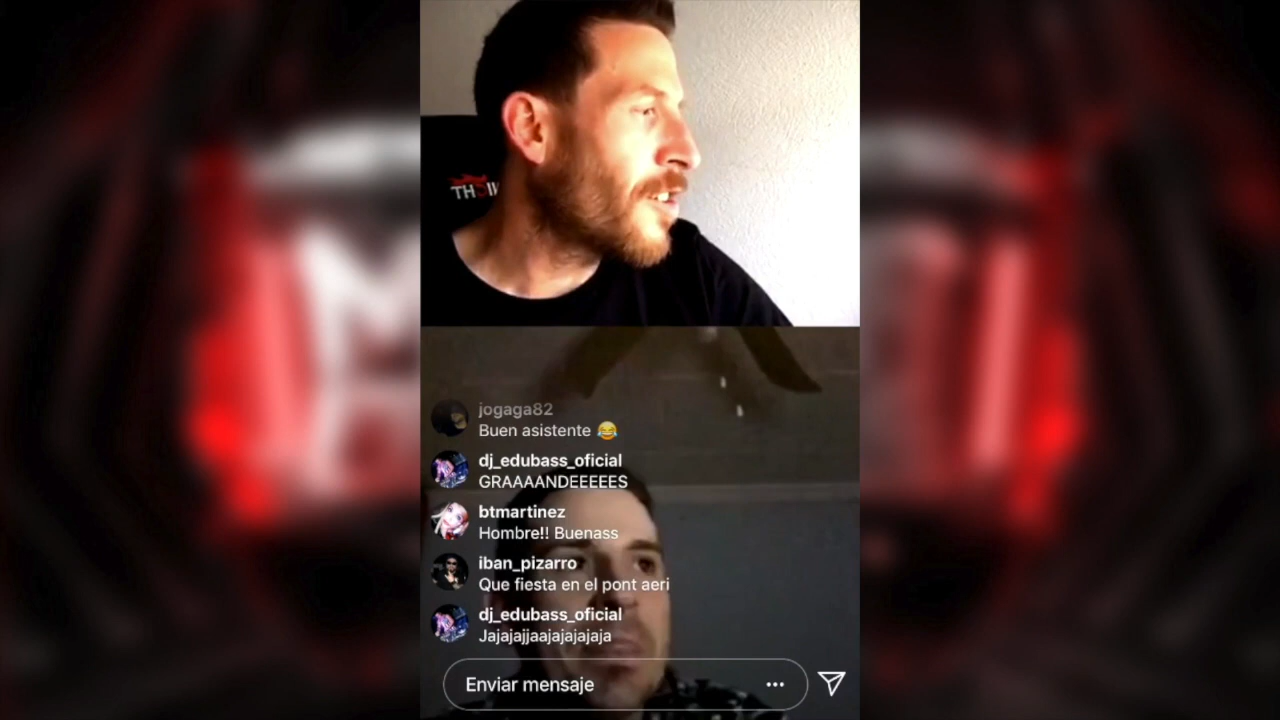 jogaga82
Buen asistente 😂
dj_edubass_oficial
GRAAAANDEEEEES
btmartinez
Hombre!! Buenass
iban_pizarro
Que fiesta en el pont aeri
dj_edubass_oficial
Jajajajjaajajajajaja
Enviar mensaje